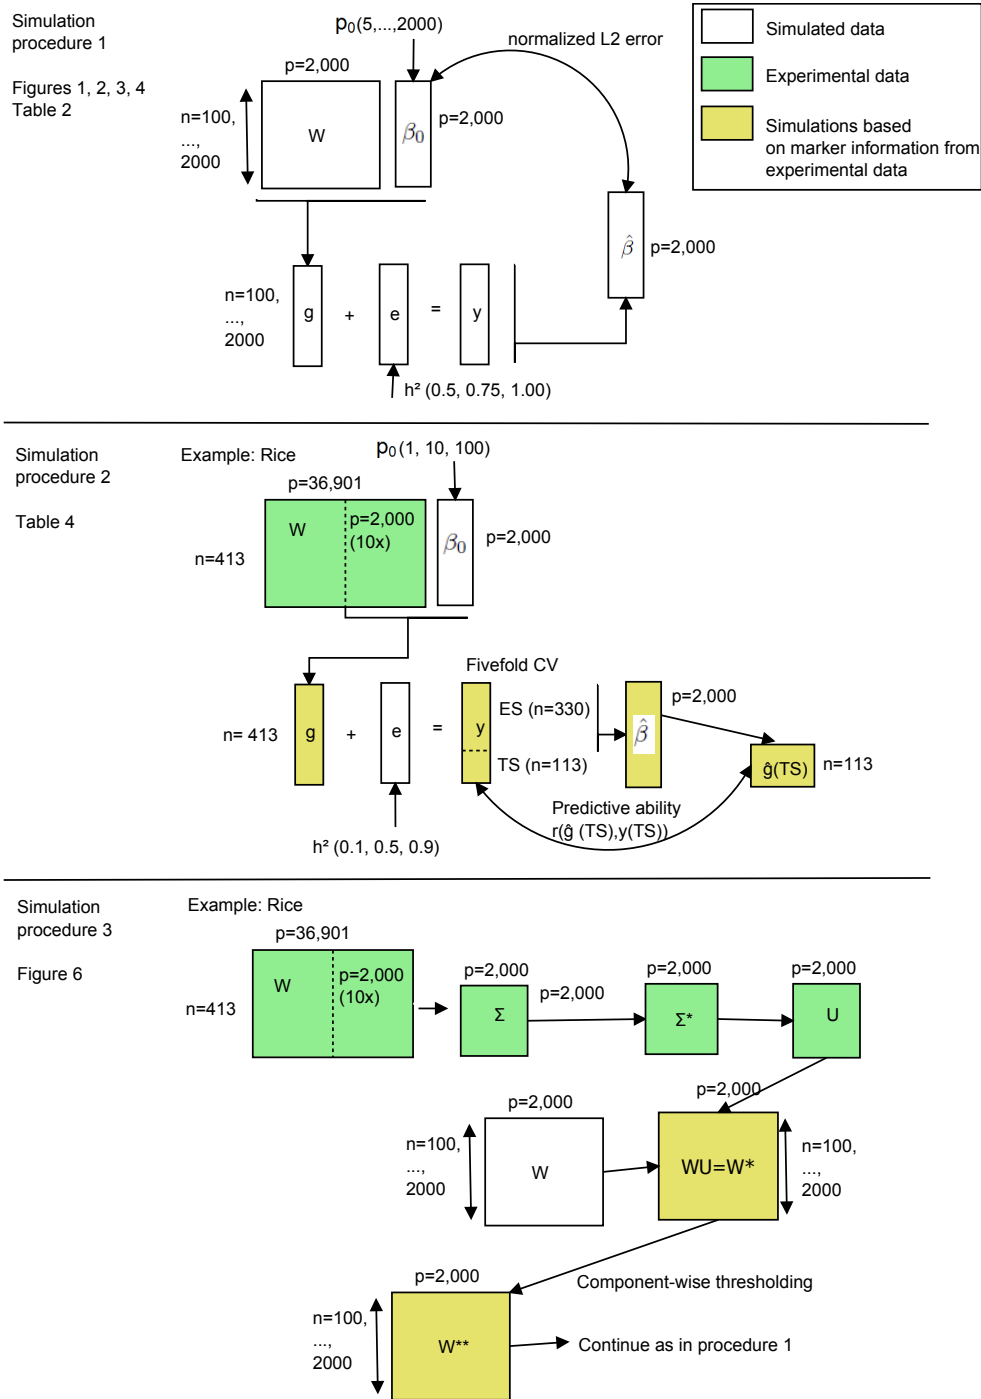 Simulation
procedure 1
Figures 1, 2, 3, 4
Table 2
p₀(5,...,2000)
normalized L2 error
Simulated data
Experimental data
Simulations based
on marker information from
experimental data
p=2,000
n=100,
...,
2000
W
β₀
p=2,000
β̂
p=2,000
n=100,
...,
2000
g
+
e
=
y
h² (0.5, 0.75, 1.00)
Simulation
procedure 2
Table 4
Example: Rice
p₀(1, 10, 100)
p=36,901
W
p=2,000
(10x)
n=413
β₀
p=2,000
Fivefold CV
n= 413
g
+
e
=
y
ES (n=330)
TS (n=113)
β̂
p=2,000
ĝ(TS)
n=113
Predictive ability
r(ĝ (TS),y(TS))
h² (0.1, 0.5, 0.9)
Simulation
procedure 3
Figure 6
Example: Rice
p=36,901
W
p=2,000
(10x)
n=413
p=2,000
Σ
p=2,000
p=2,000
Σ*
p=2,000
U
p=2,000
p=2,000
n=100,
...,
2000
W
WU=W*
n=100,
...,
2000
Component-wise thresholding
p=2,000
n=100,
...,
2000
W**
Continue as in procedure 1